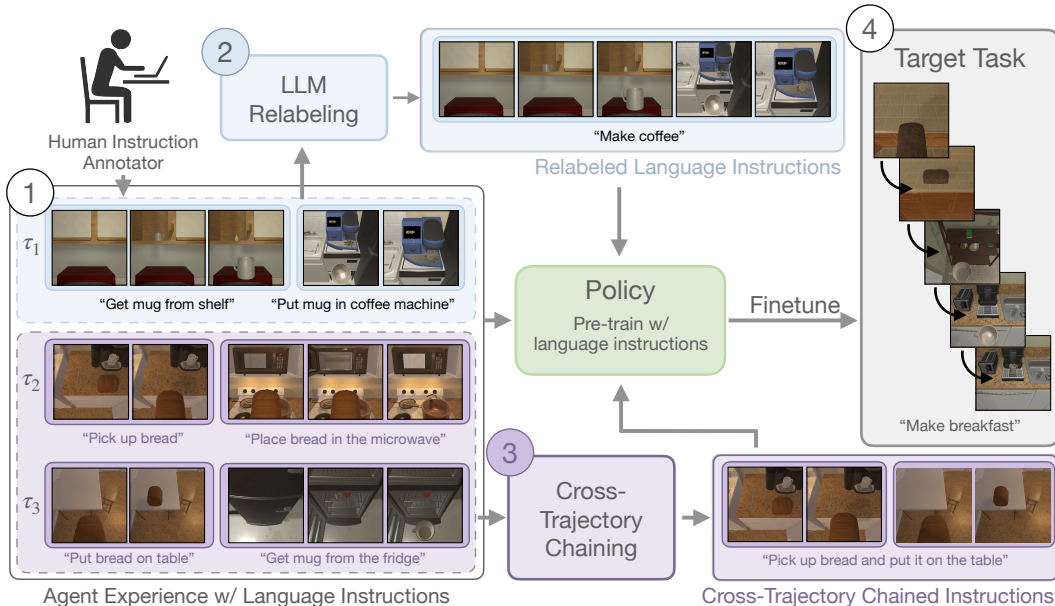 Human Instruction
Annotator
2
LLM
Relabeling
"Make coffee"
Relabeled Language Instructions
4
Target Task
"Make breakfast"
1
τ1
"Get mug from shelf"
"Put mug in coffee machine"
τ2
"Pick up bread"
"Place bread in the microwave"
τ3
"Put bread on table"
"Get mug from the fridge"
Agent Experience w/ Language Instructions
Policy
Pre-train w/
language instructions
Finetune
3
Cross-
Trajectory
Chaining
"Pick up bread and put it on the table"
Cross-Trajectory Chained Instructions